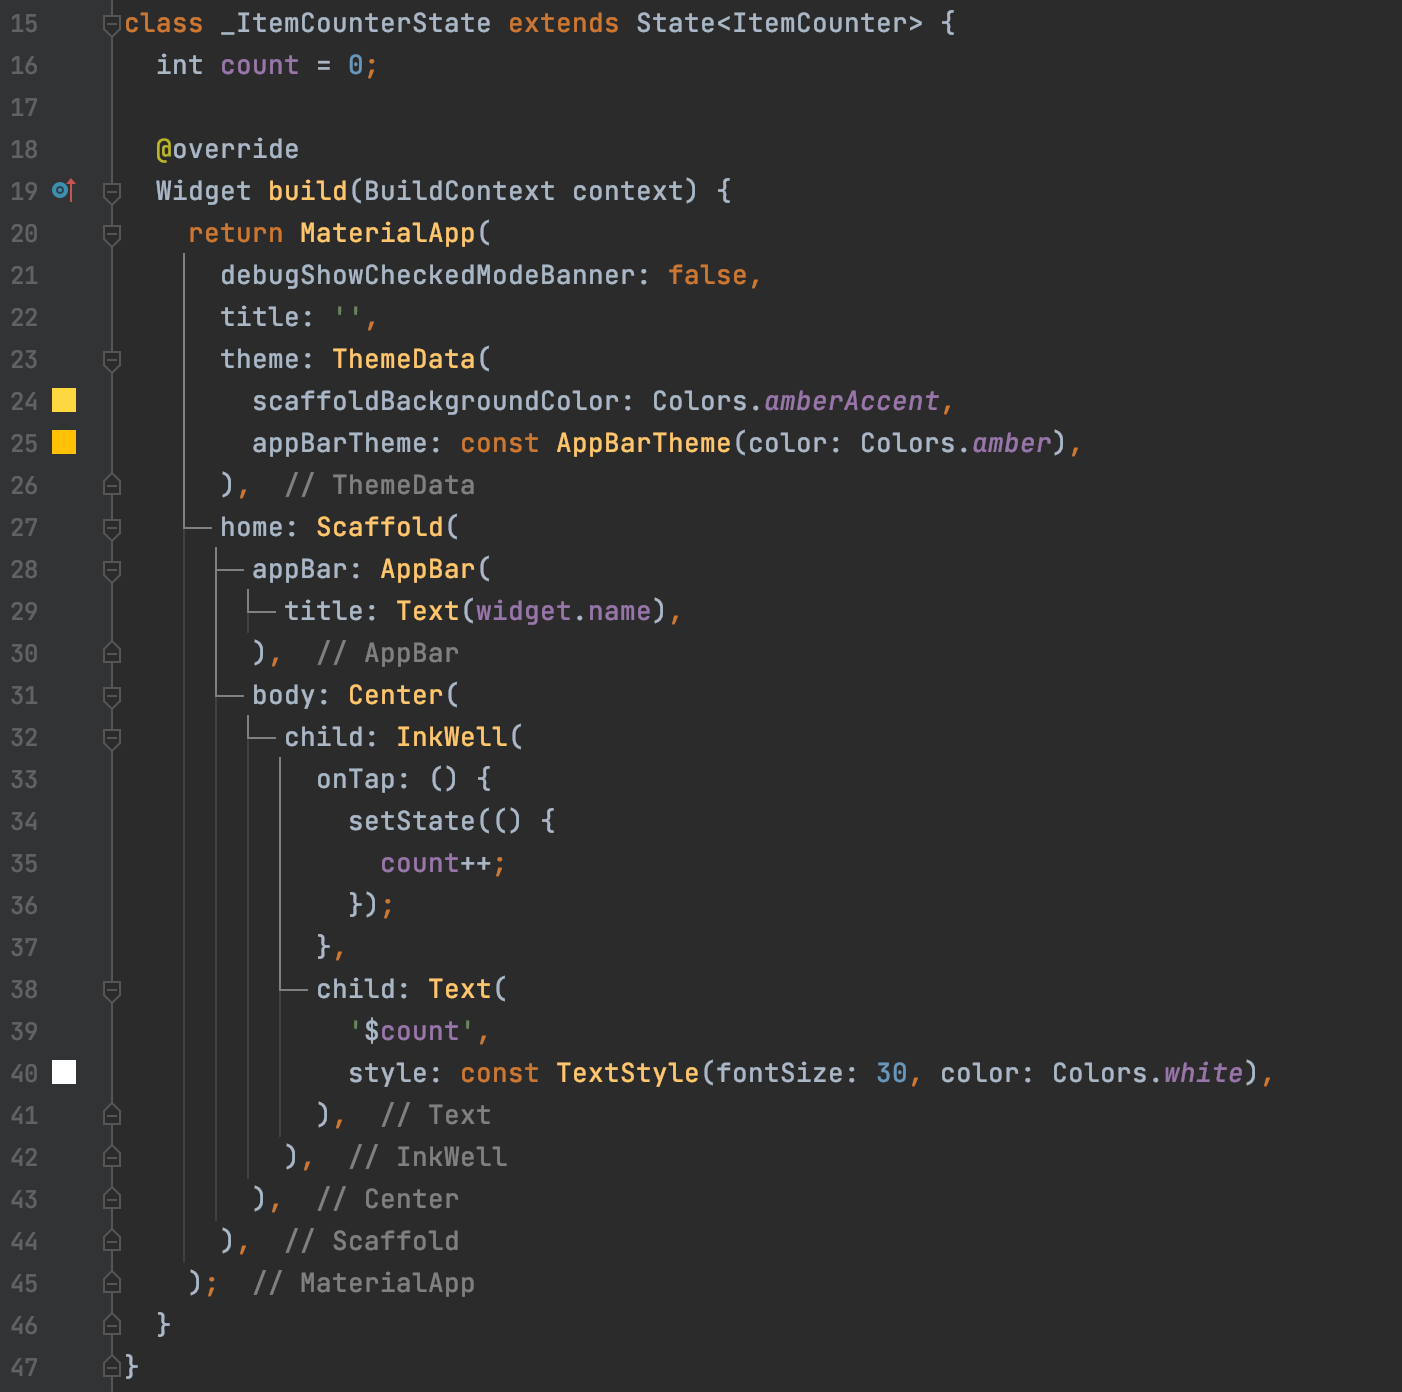 15 class _ItemCounterState extends State<ItemCounter> {
16   int count = 0;
17
18   @override
19   Widget build(BuildContext context) {
20     return MaterialApp(
21       debugShowCheckedModeBanner: false,
22       title: '',
23       theme: ThemeData(
24         scaffoldBackgroundColor: Colors.amberAccent,
25         appBarTheme: const AppBarTheme(color: Colors.amber),
26       ),  // ThemeData
27       home: Scaffold(
28         appBar: AppBar(
29           title: Text(widget.name),
30         ),  // AppBar
31         body: Center(
32           child: InkWell(
33             onTap: () {
34               setState(() {
35                 count++;
36               });
37             },
38             child: Text(
39               '$count',
40               style: const TextStyle(fontSize: 30, color: Colors.white),
41             ),  // Text
42           ),  // InkWell
43         ),  // Center
44       ),  // Scaffold
45     );  // MaterialApp
46   }
47 }